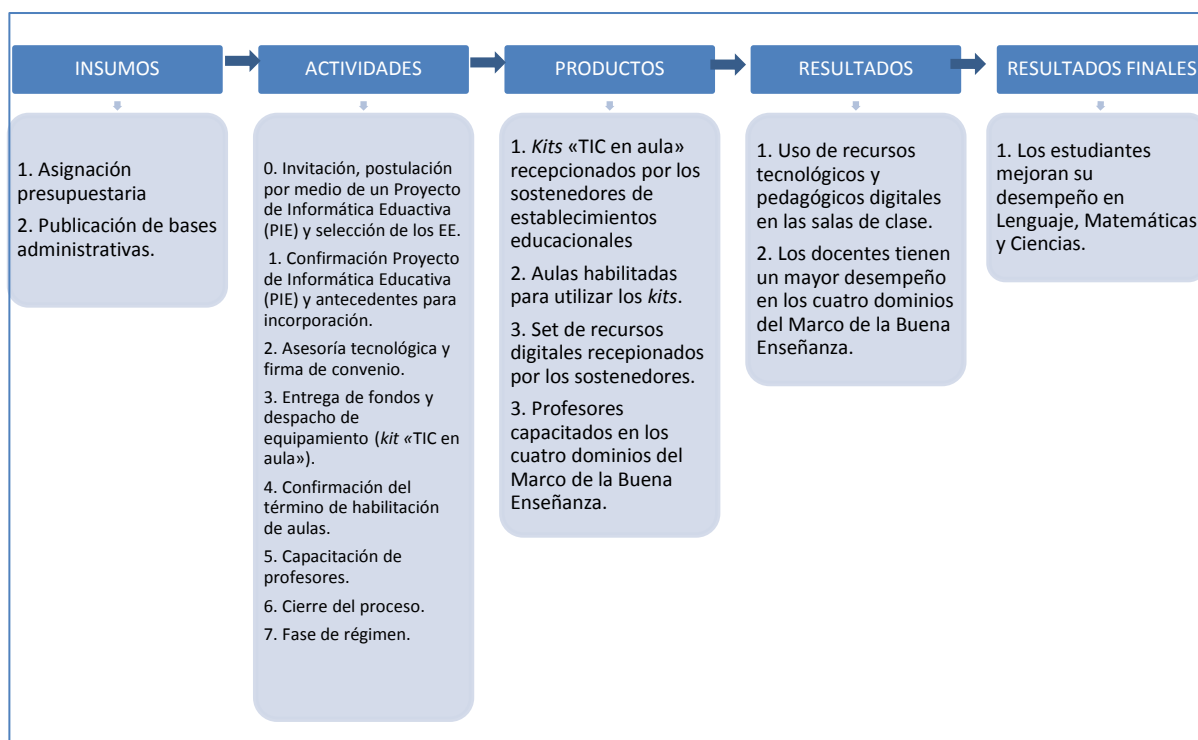 INSUMOS
1. Asignación
presupuestaria
2. Publicación de bases
administrativas.
ACTIVIDADES
0. Invitación, postulación
por medio de un Proyecto
de Informática Eduactiva
(PIE) y selección de los EE.
1. Confirmación Proyecto
de Informática Educativa
(PIE) y antecedentes para
incorporación.
2. Asesoría tecnológica y
firma de convenio.
3. Entrega de fondos y
despacho de
equipamiento (kit «TIC en
aula»).
4. Confirmación del
término de habilitación
de aulas.
5. Capacitación de
profesores.
6. Cierre del proceso.
7. Fase de régimen.
PRODUCTOS
1. Kits «TIC en aula»
recepcionados por los
sostenedores de
establecimientos
educacionales
2. Aulas habilitadas
para utilizar los kits.
3. Set de recursos
digitales recepionados
por los sostenedores.
3. Profesores
capacitados en los
cuatro dominios del
Marco de la Buena
Enseñanza.
RESULTADOS
1. Uso de recursos
tecnológicos y
pedagógicos digitales
en las salas de clase.
2. Los docentes tienen
un mayor desempeño
en los cuatro dominios
del Marco de la Buena
Enseñanza.
RESULTADOS FINALES
1. Los estudiantes
mejoran su
desempeño en
Lenguaje, Matemáticas
y Ciencias.